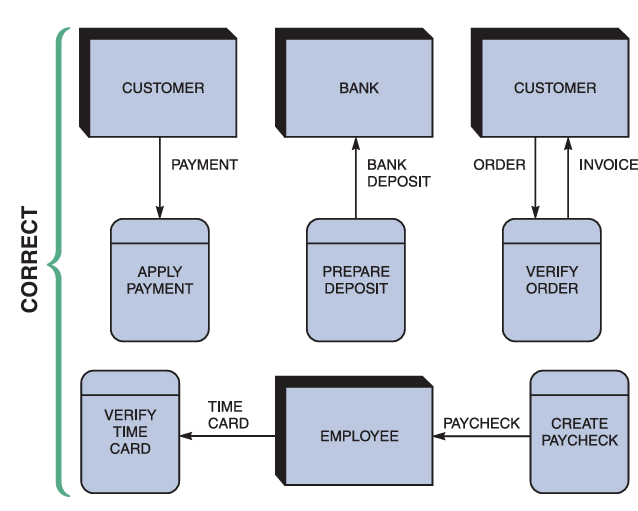 CORRECT
CUSTOMER
BANK
CUSTOMER
PAYMENT
BANK
DEPOSIT
ORDER
INVOICE
APPLY
PAYMENT
PREPARE
DEPOSIT
VERIFY
ORDER
VERIFY
TIME
CARD
TIME
CARD
EMPLOYEE
PAYCHECK
CREATE
PAYCHECK